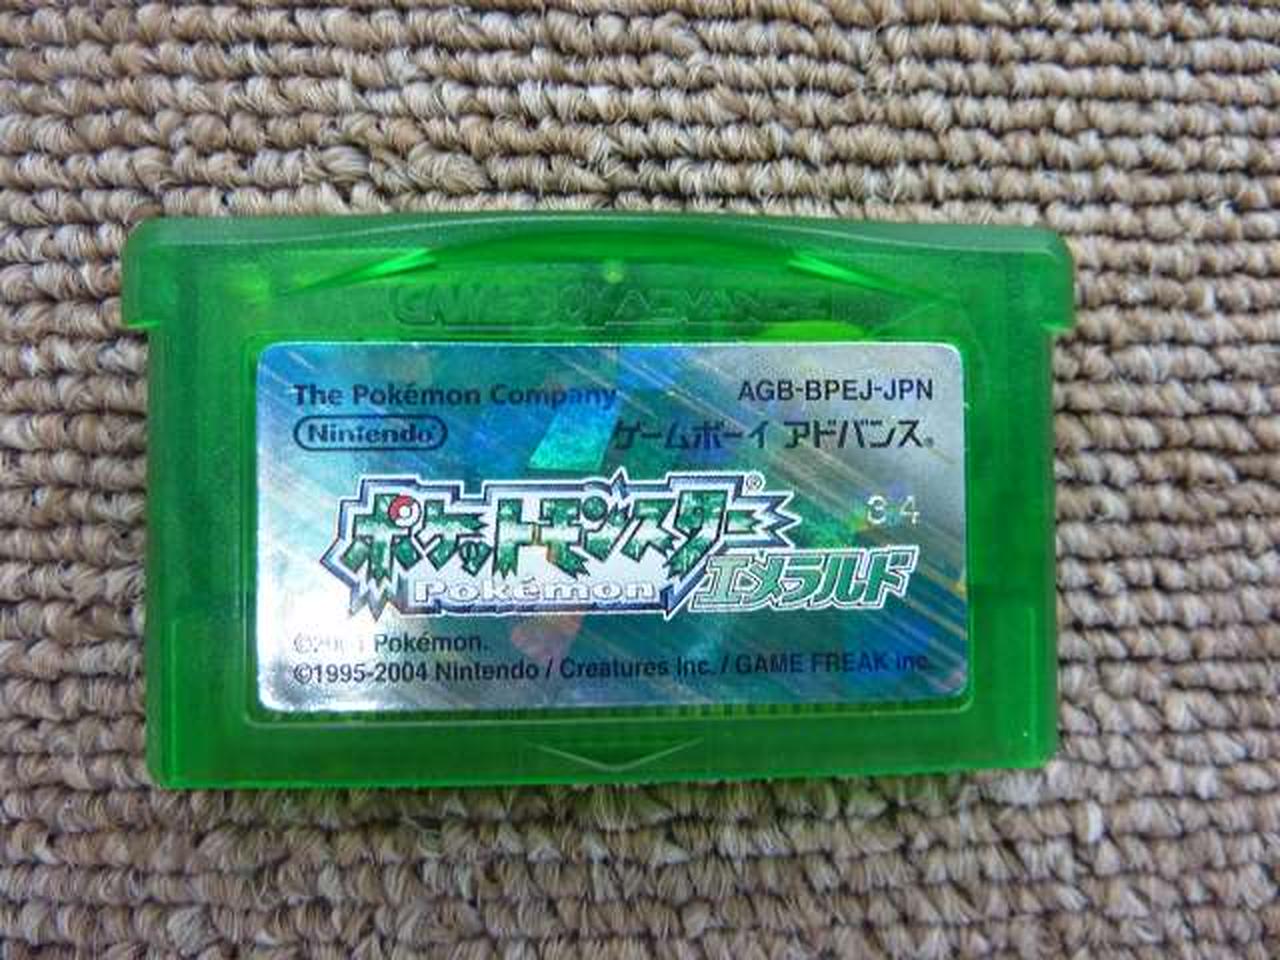 GAME BOY ADVANCE
The Pokémon Company
AGB-BPEJ-JPN
Nintendo
ゲームボーイ アドバンス®
ポケットモンスター®
34
Pokémon
エメラルド
©2004 Pokémon.
©1995-2004 Nintendo / Creatures inc. / GAME FREAK inc.